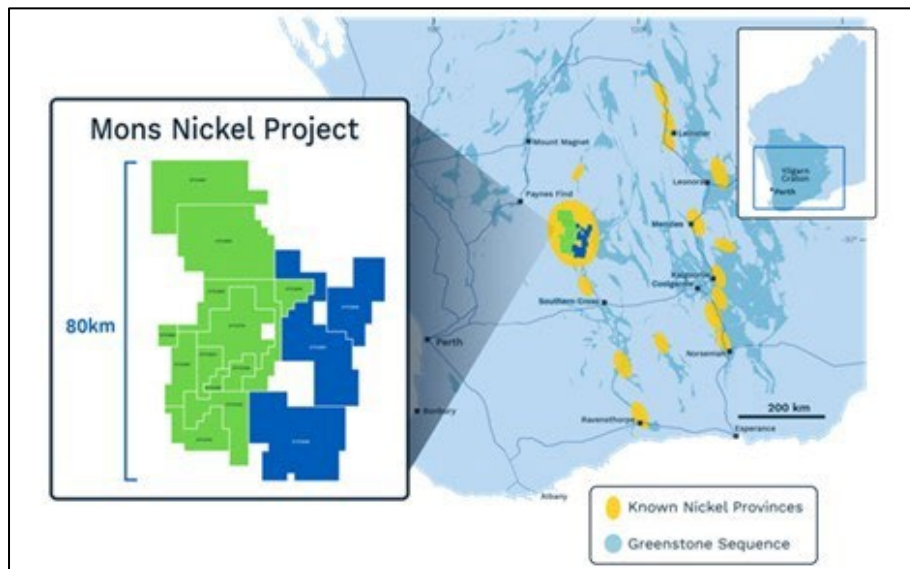 Mons Nickel Project
80km
Mount Magnet
Paynes Find
Leinster
Leonora
Menzies
Kalgoorlie
Coolgardie
Southern Cross
Norseman
Perth
Bunbury
Ravensthorpe
Esperance
Albany
200 km
Yilgarn
Craton
Perth
Known Nickel Provinces
Greenstone Sequence